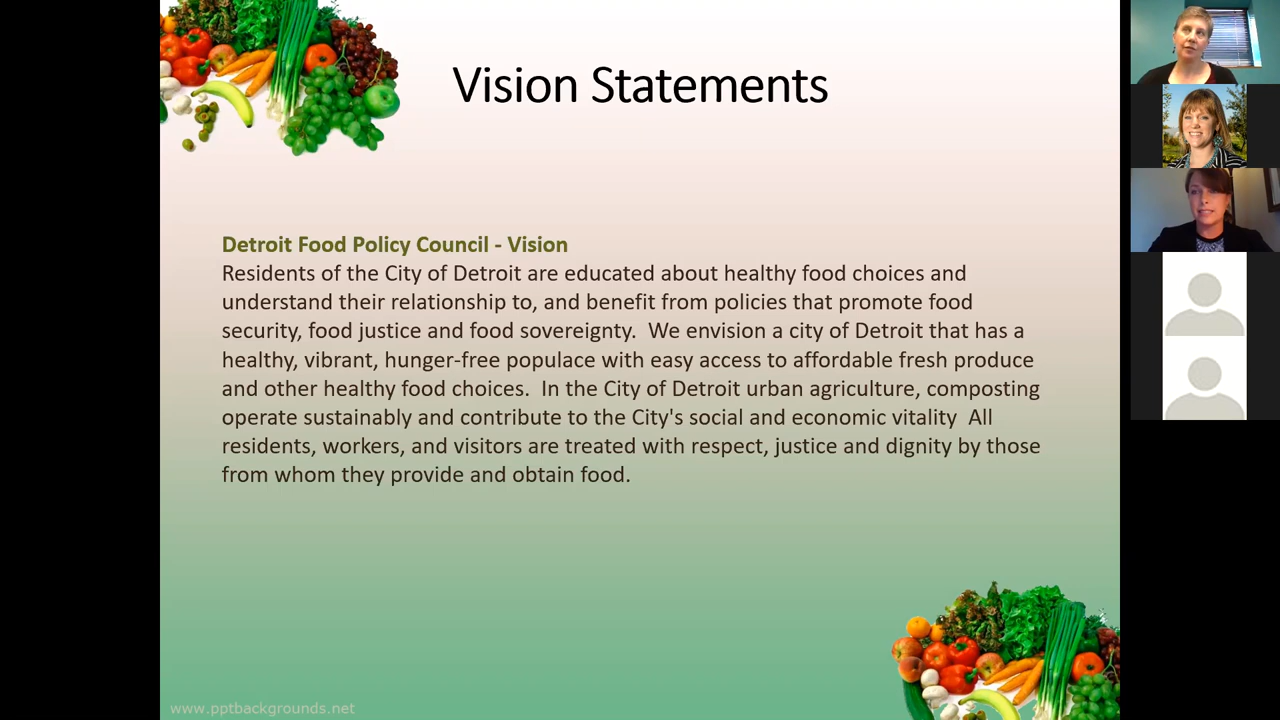 Vision Statements
Detroit Food Policy Council - Vision
Residents of the City of Detroit are educated about healthy food choices and
understand their relationship to, and benefit from policies that promote food
security, food justice and food sovereignty.  We envision a city of Detroit that has a
healthy, vibrant, hunger-free populace with easy access to affordable fresh produce
and other healthy food choices.  In the City of Detroit urban agriculture, composting
operate sustainably and contribute to the City's social and economic vitality  All
residents, workers, and visitors are treated with respect, justice and dignity by those
from whom they provide and obtain food.
www.pptbackgrounds.net